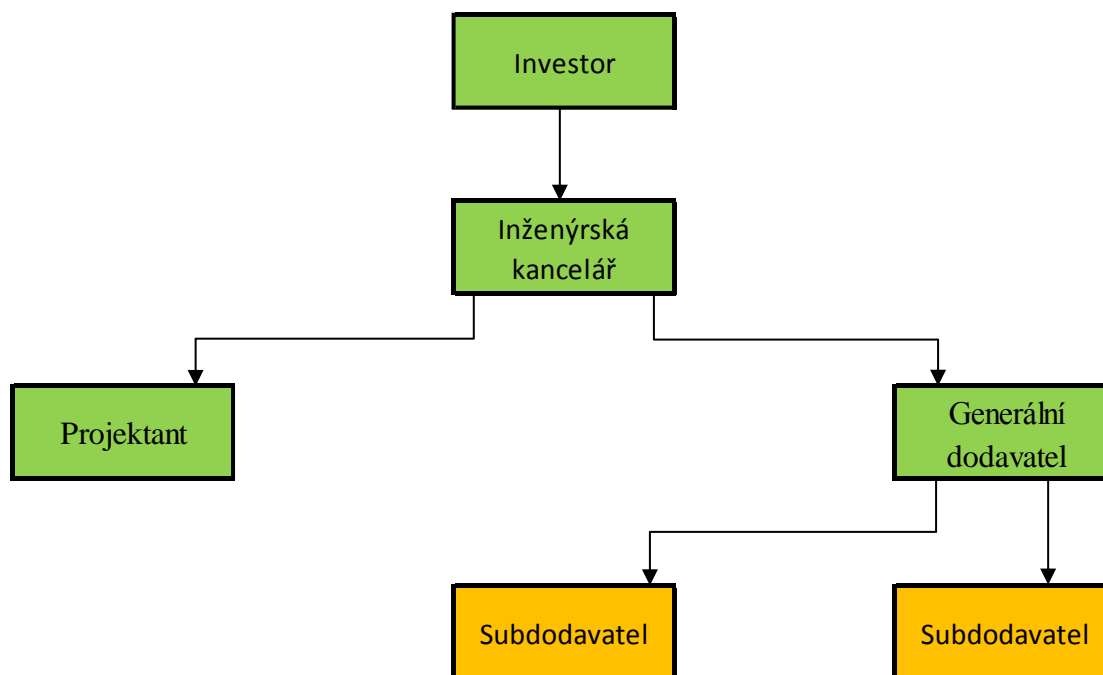 Investor
Inženýrská
kancelář
Projektant
Generální
dodavatel
Subdodavatel
Subdodavatel